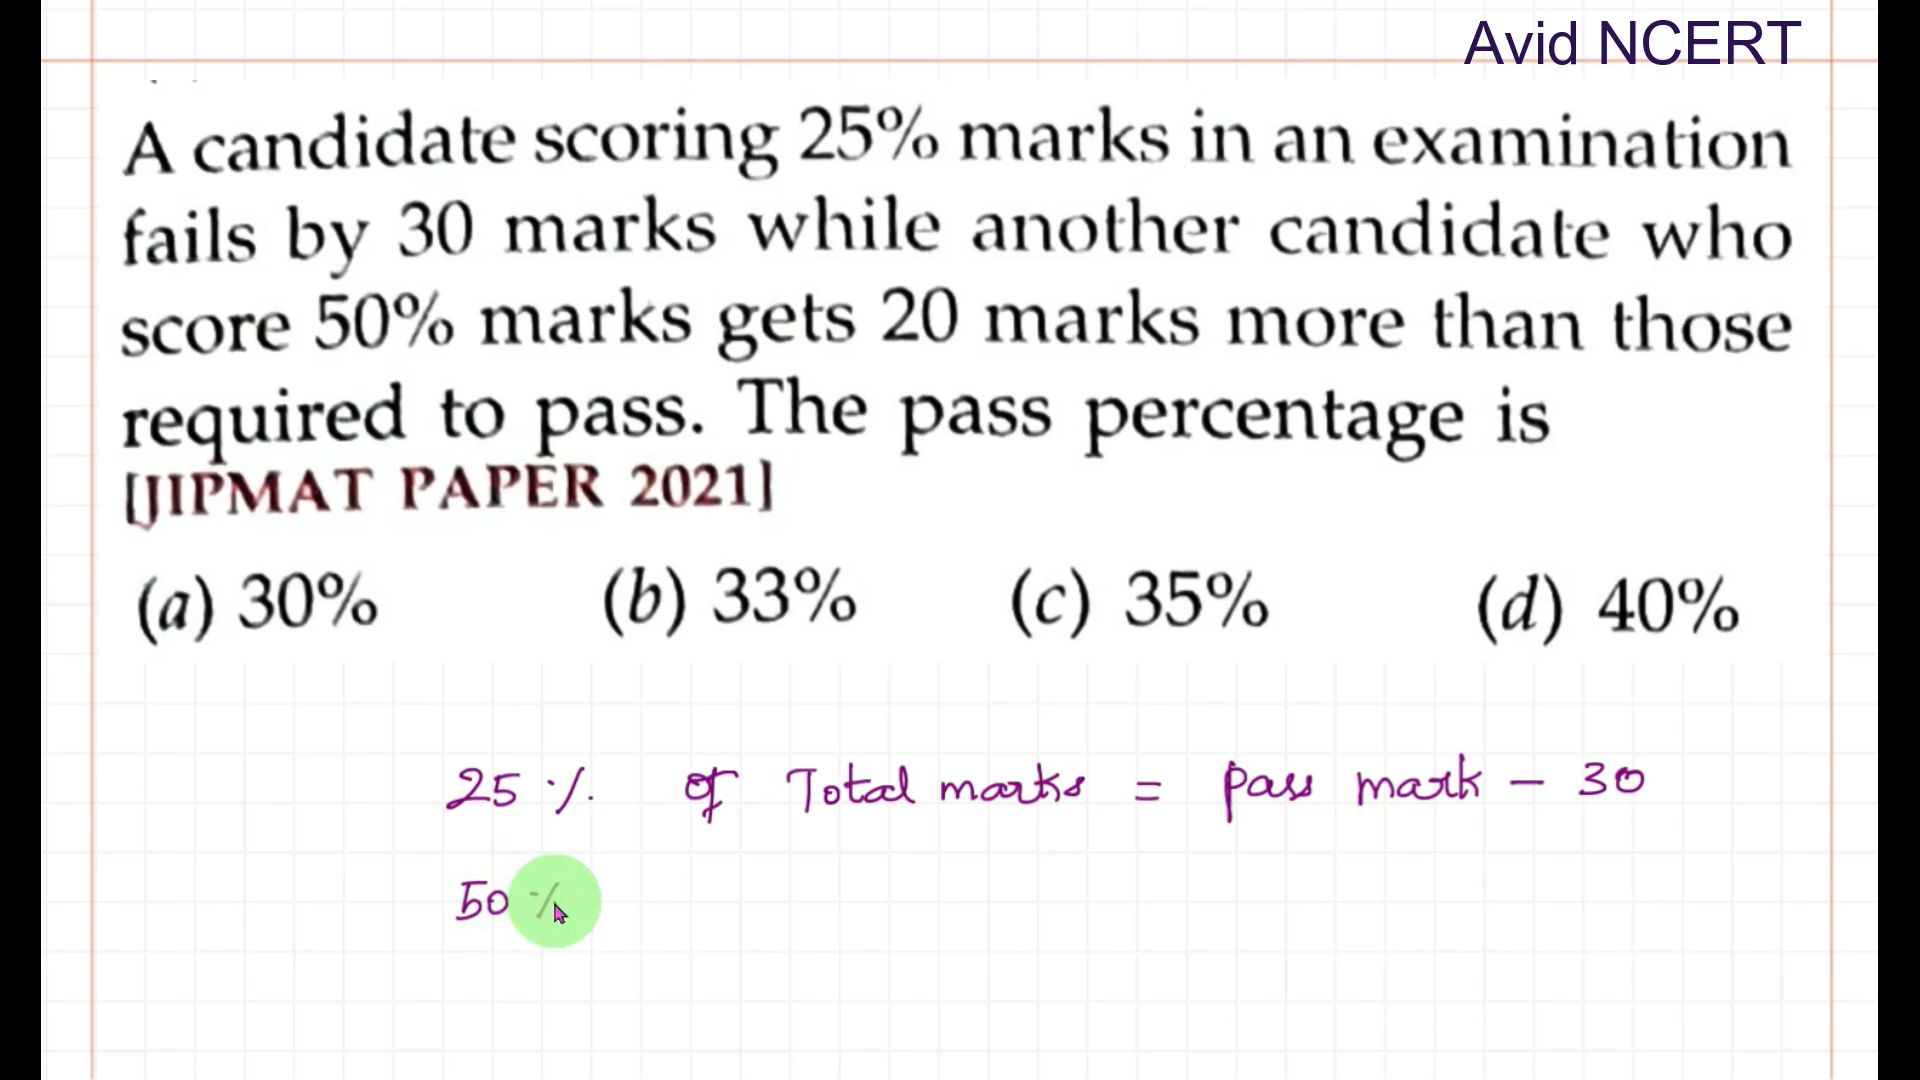 Avid NCERT
A candidate scoring 25% marks in an examination
fails by 30 marks while another candidate who
score 50% marks gets 20 marks more than those
required to pass. The pass percentage is
[JIPMAT PAPER 2021]
(a) 30% (b) 33% (c) 35% (d) 40%
25 % of Total marks = Pass mark - 30
50 %